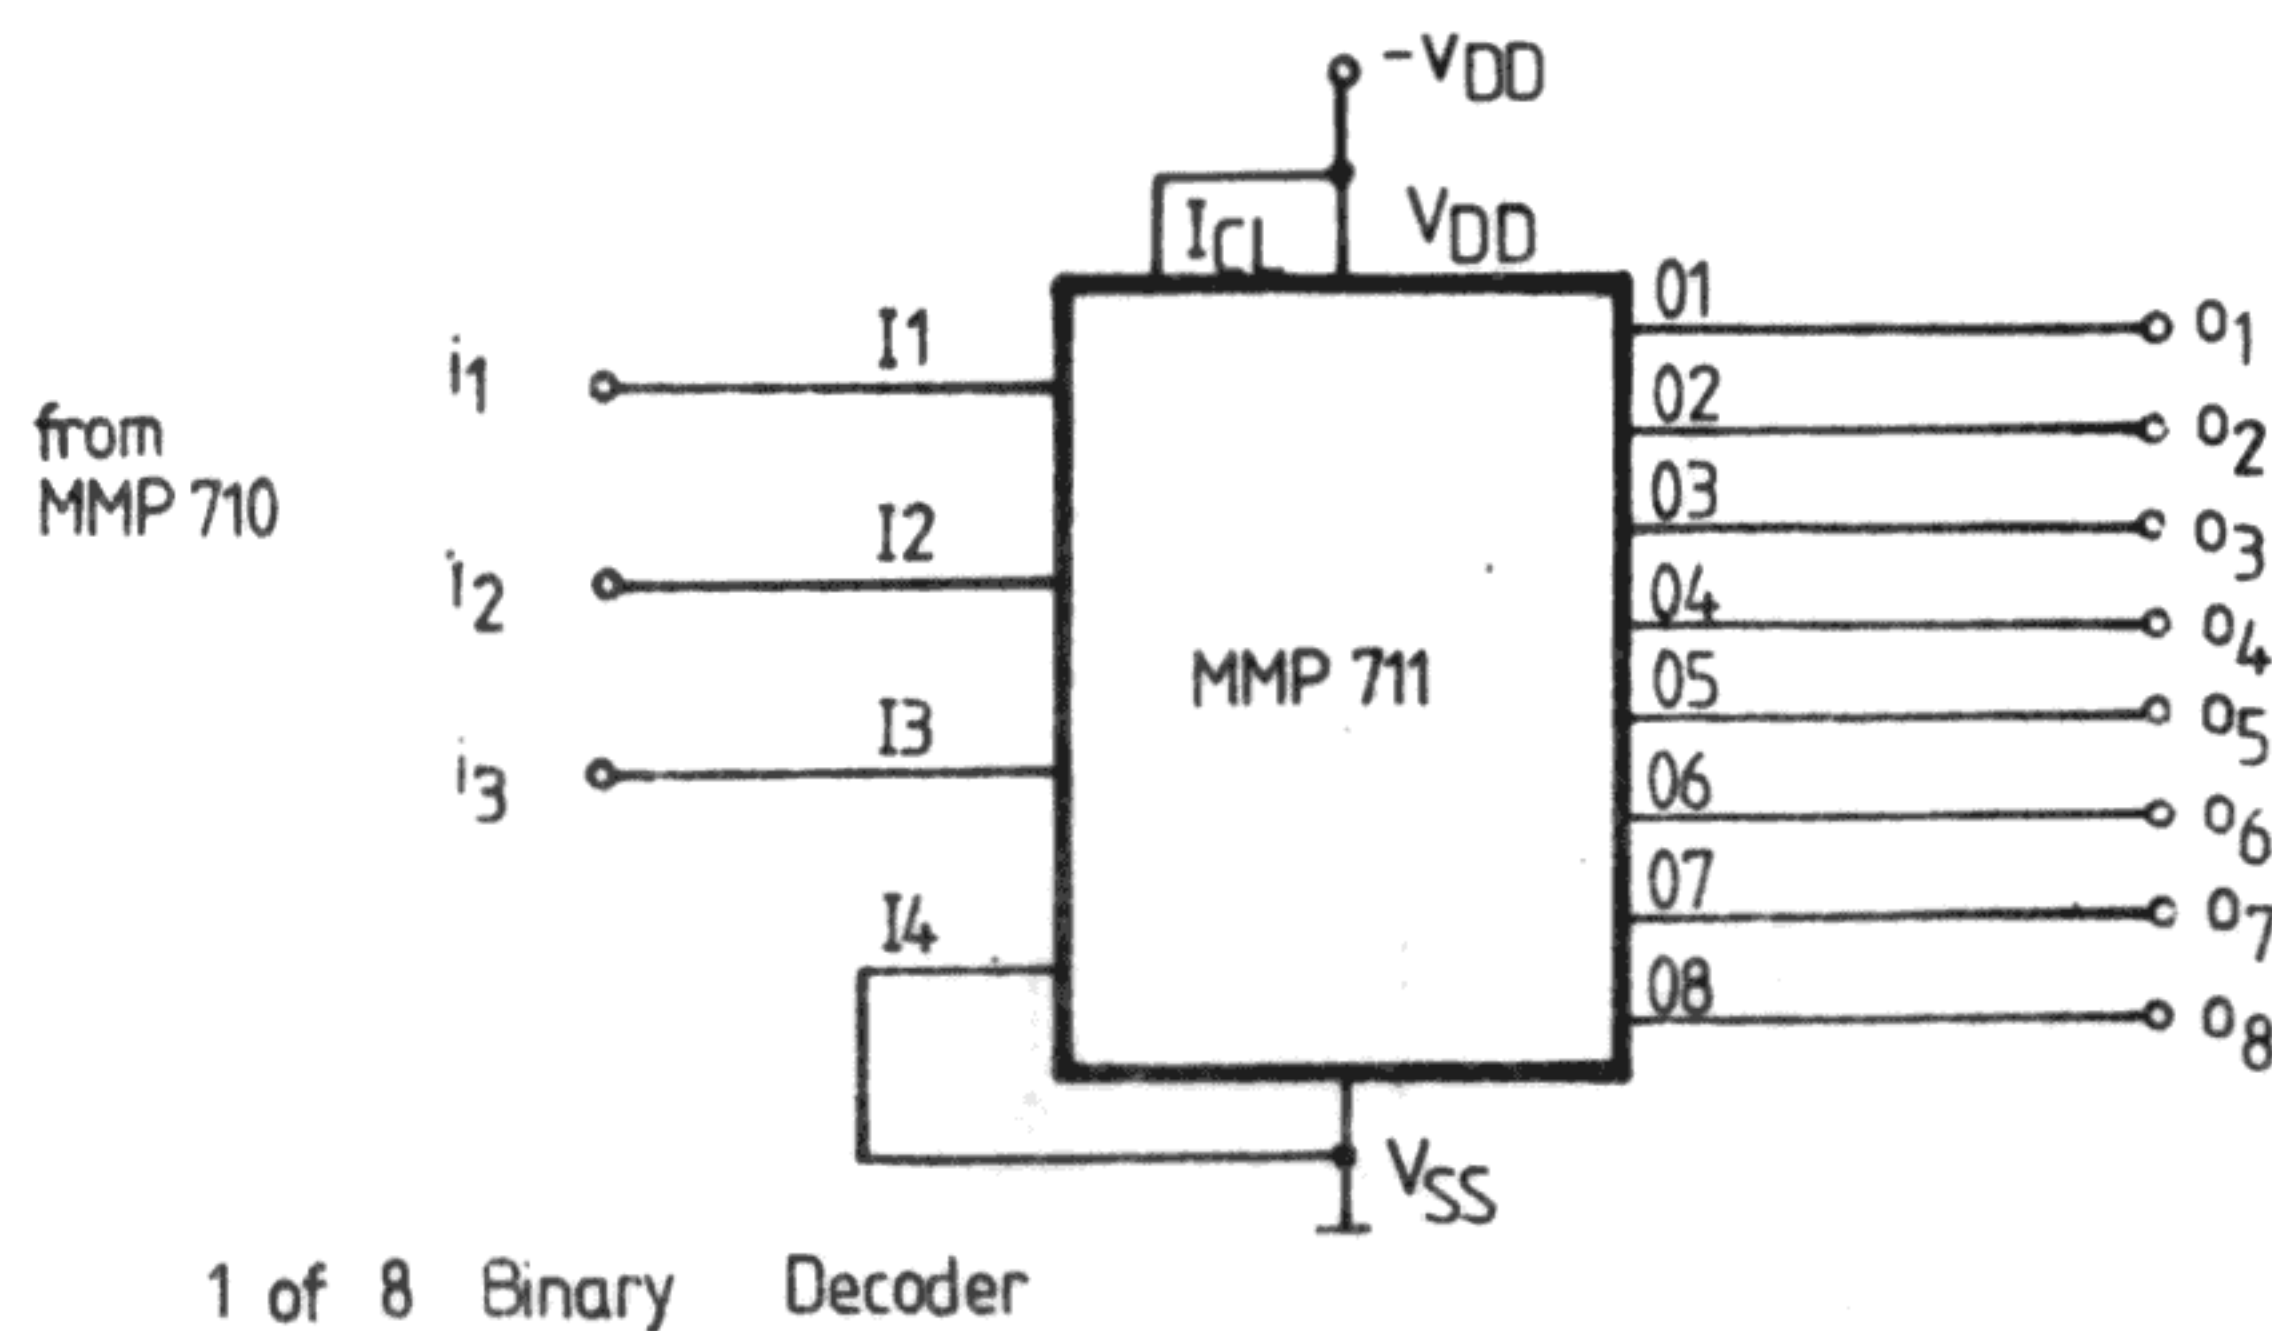 -VDD
ICL
VDD
i1
I1
from
MMP 710
i2
I2
i3
I3
I4
MMP 711
01
o1
02
o2
03
o3
04
o4
05
o5
06
o6
07
o7
08
o8
VSS
1 of 8 Binary Decoder